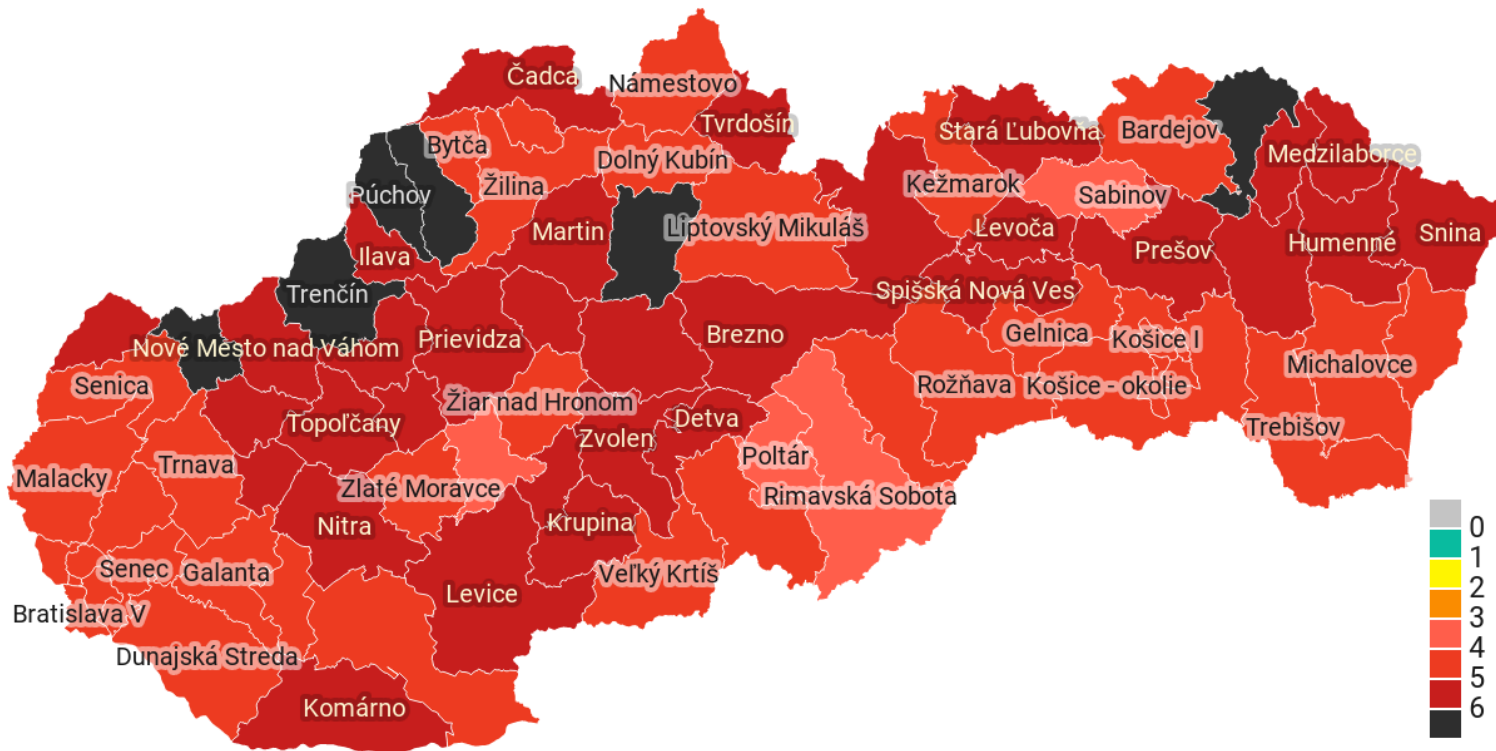 Čadca
Námestovo
Tvrdošín
Stará Ľubovňa
Bardejov
Bytča
Dolný Kubín
Medzilaborce
Púchov
Žilina
Kežmarok
Sabinov
Martin
Liptovský Mikuláš
Levoča
Ilava
Prešov
Humenné
Snina
Trenčín
Spišská Nová Ves
Nové Mesto nad Váhom
Prievidza
Brezno
Gelnica
Košice I
Michalovce
Senica
Rožňava
Košice - okolie
Žiar nad Hronom
Topoľčany
Detva
Zvolen
Trebišov
Malacky
Trnava
Poltár
Zlaté Moravce
Rimavská Sobota
Nitra
Krupina
Senec
Galanta
Veľký Krtíš
Levice
Bratislava V
Dunajská Streda
Komárno
0
1
2
3
4
5
6